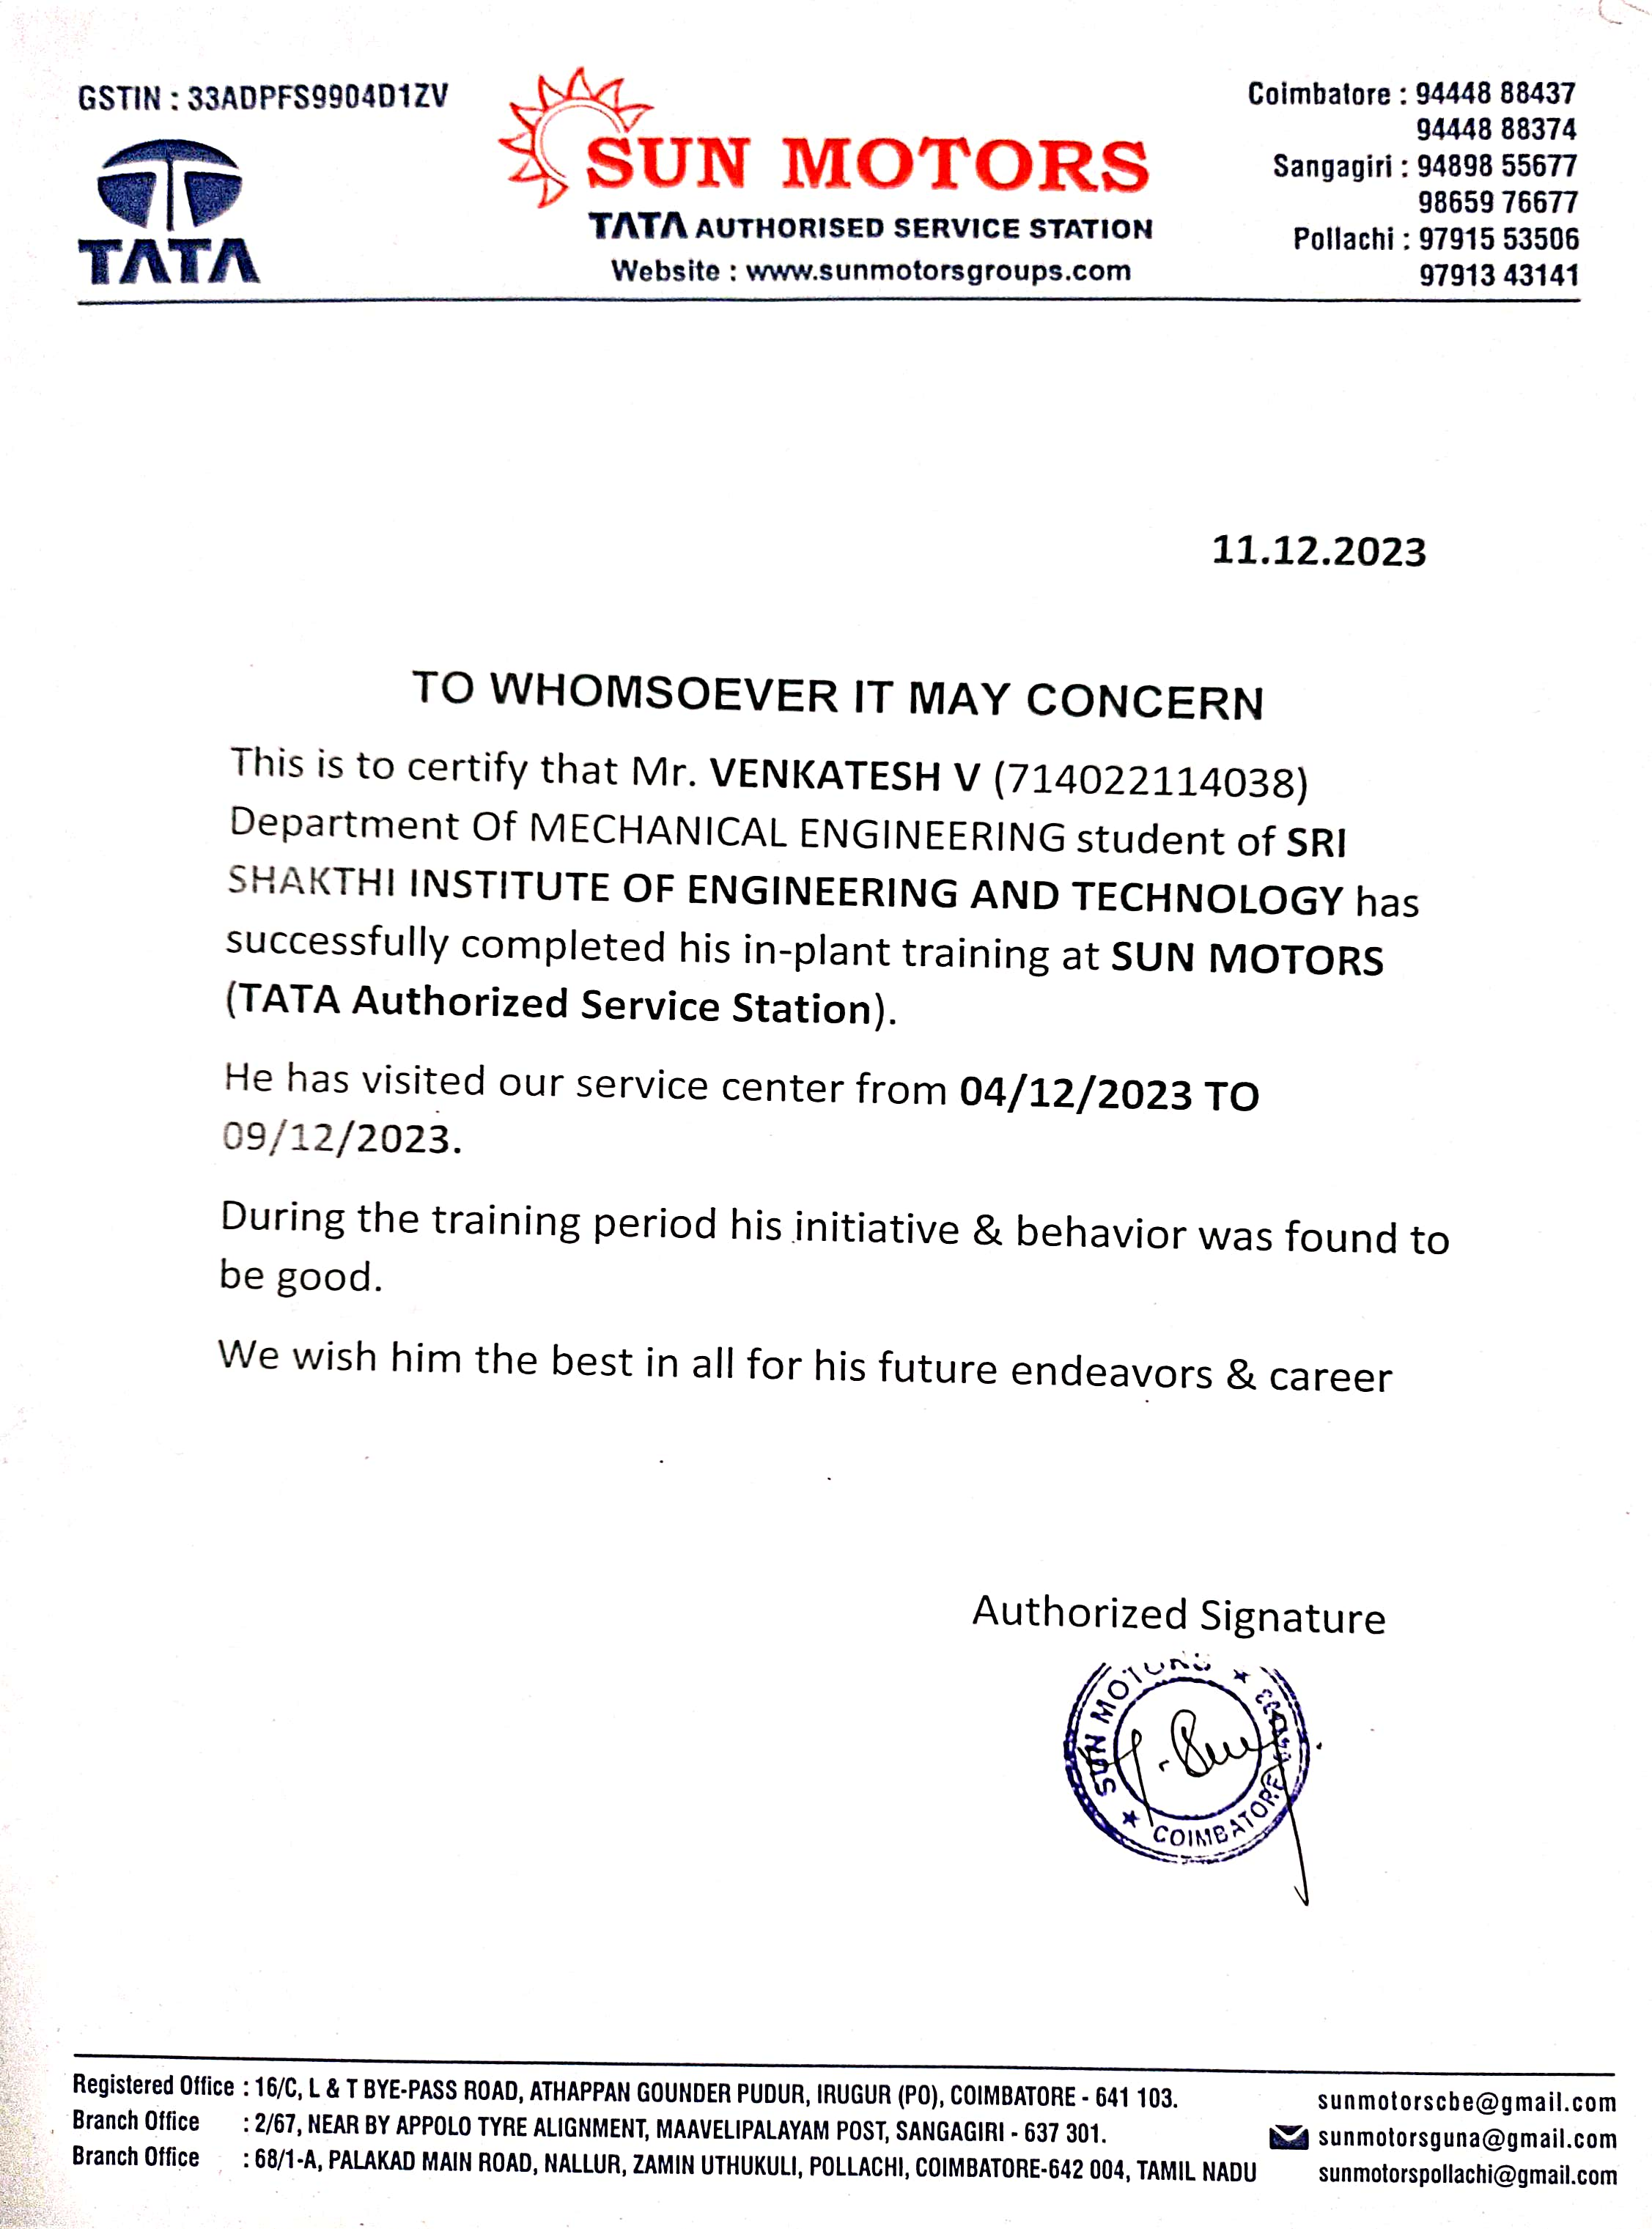 GSTIN : 33ADPFS9904D1ZV
TATA
SUN MOTORS
TATA AUTHORISED SERVICE STATION
Website : www.sunmotorsgroups.com
Coimbatore : 94448 88437
94448 88374
Sangagiri : 94898 55677
98659 76677
Pollachi : 97915 53506
97913 43141
11.12.2023
TO WHOMSOEVER IT MAY CONCERN
This is to certify that Mr. VENKATESH V (714022114038)
Department Of MECHANICAL ENGINEERING student of SRI
SHAKTHI INSTITUTE OF ENGINEERING AND TECHNOLOGY has
successfully completed his in-plant training at SUN MOTORS
(TATA Authorized Service Station).
He has visited our service center from 04/12/2023 TO
09/12/2023.
During the training period his initiative & behavior was found to
be good.
We wish him the best in all for his future endeavors & career
Authorized Signature
SUN MOTORS
COIMBATORE
Registered Office : 16/C, L & T BYE-PASS ROAD, ATHAPPAN GOUNDER PUDUR, IRUGUR (PO), COIMBATORE - 641 103.
Branch Office : 2/67, NEAR BY APPOLO TYRE ALIGNMENT, MAAVELIPALAYAM POST, SANGAGIRI - 637 301.
Branch Office : 68/1-A, PALAKAD MAIN ROAD, NALLUR, ZAMIN UTHUKULI, POLLACHI, COIMBATORE-642 004, TAMIL NADU
sunmotorscbe@gmail.com
sunmotorsguna@gmail.com
sunmotorspollachi@gmail.com